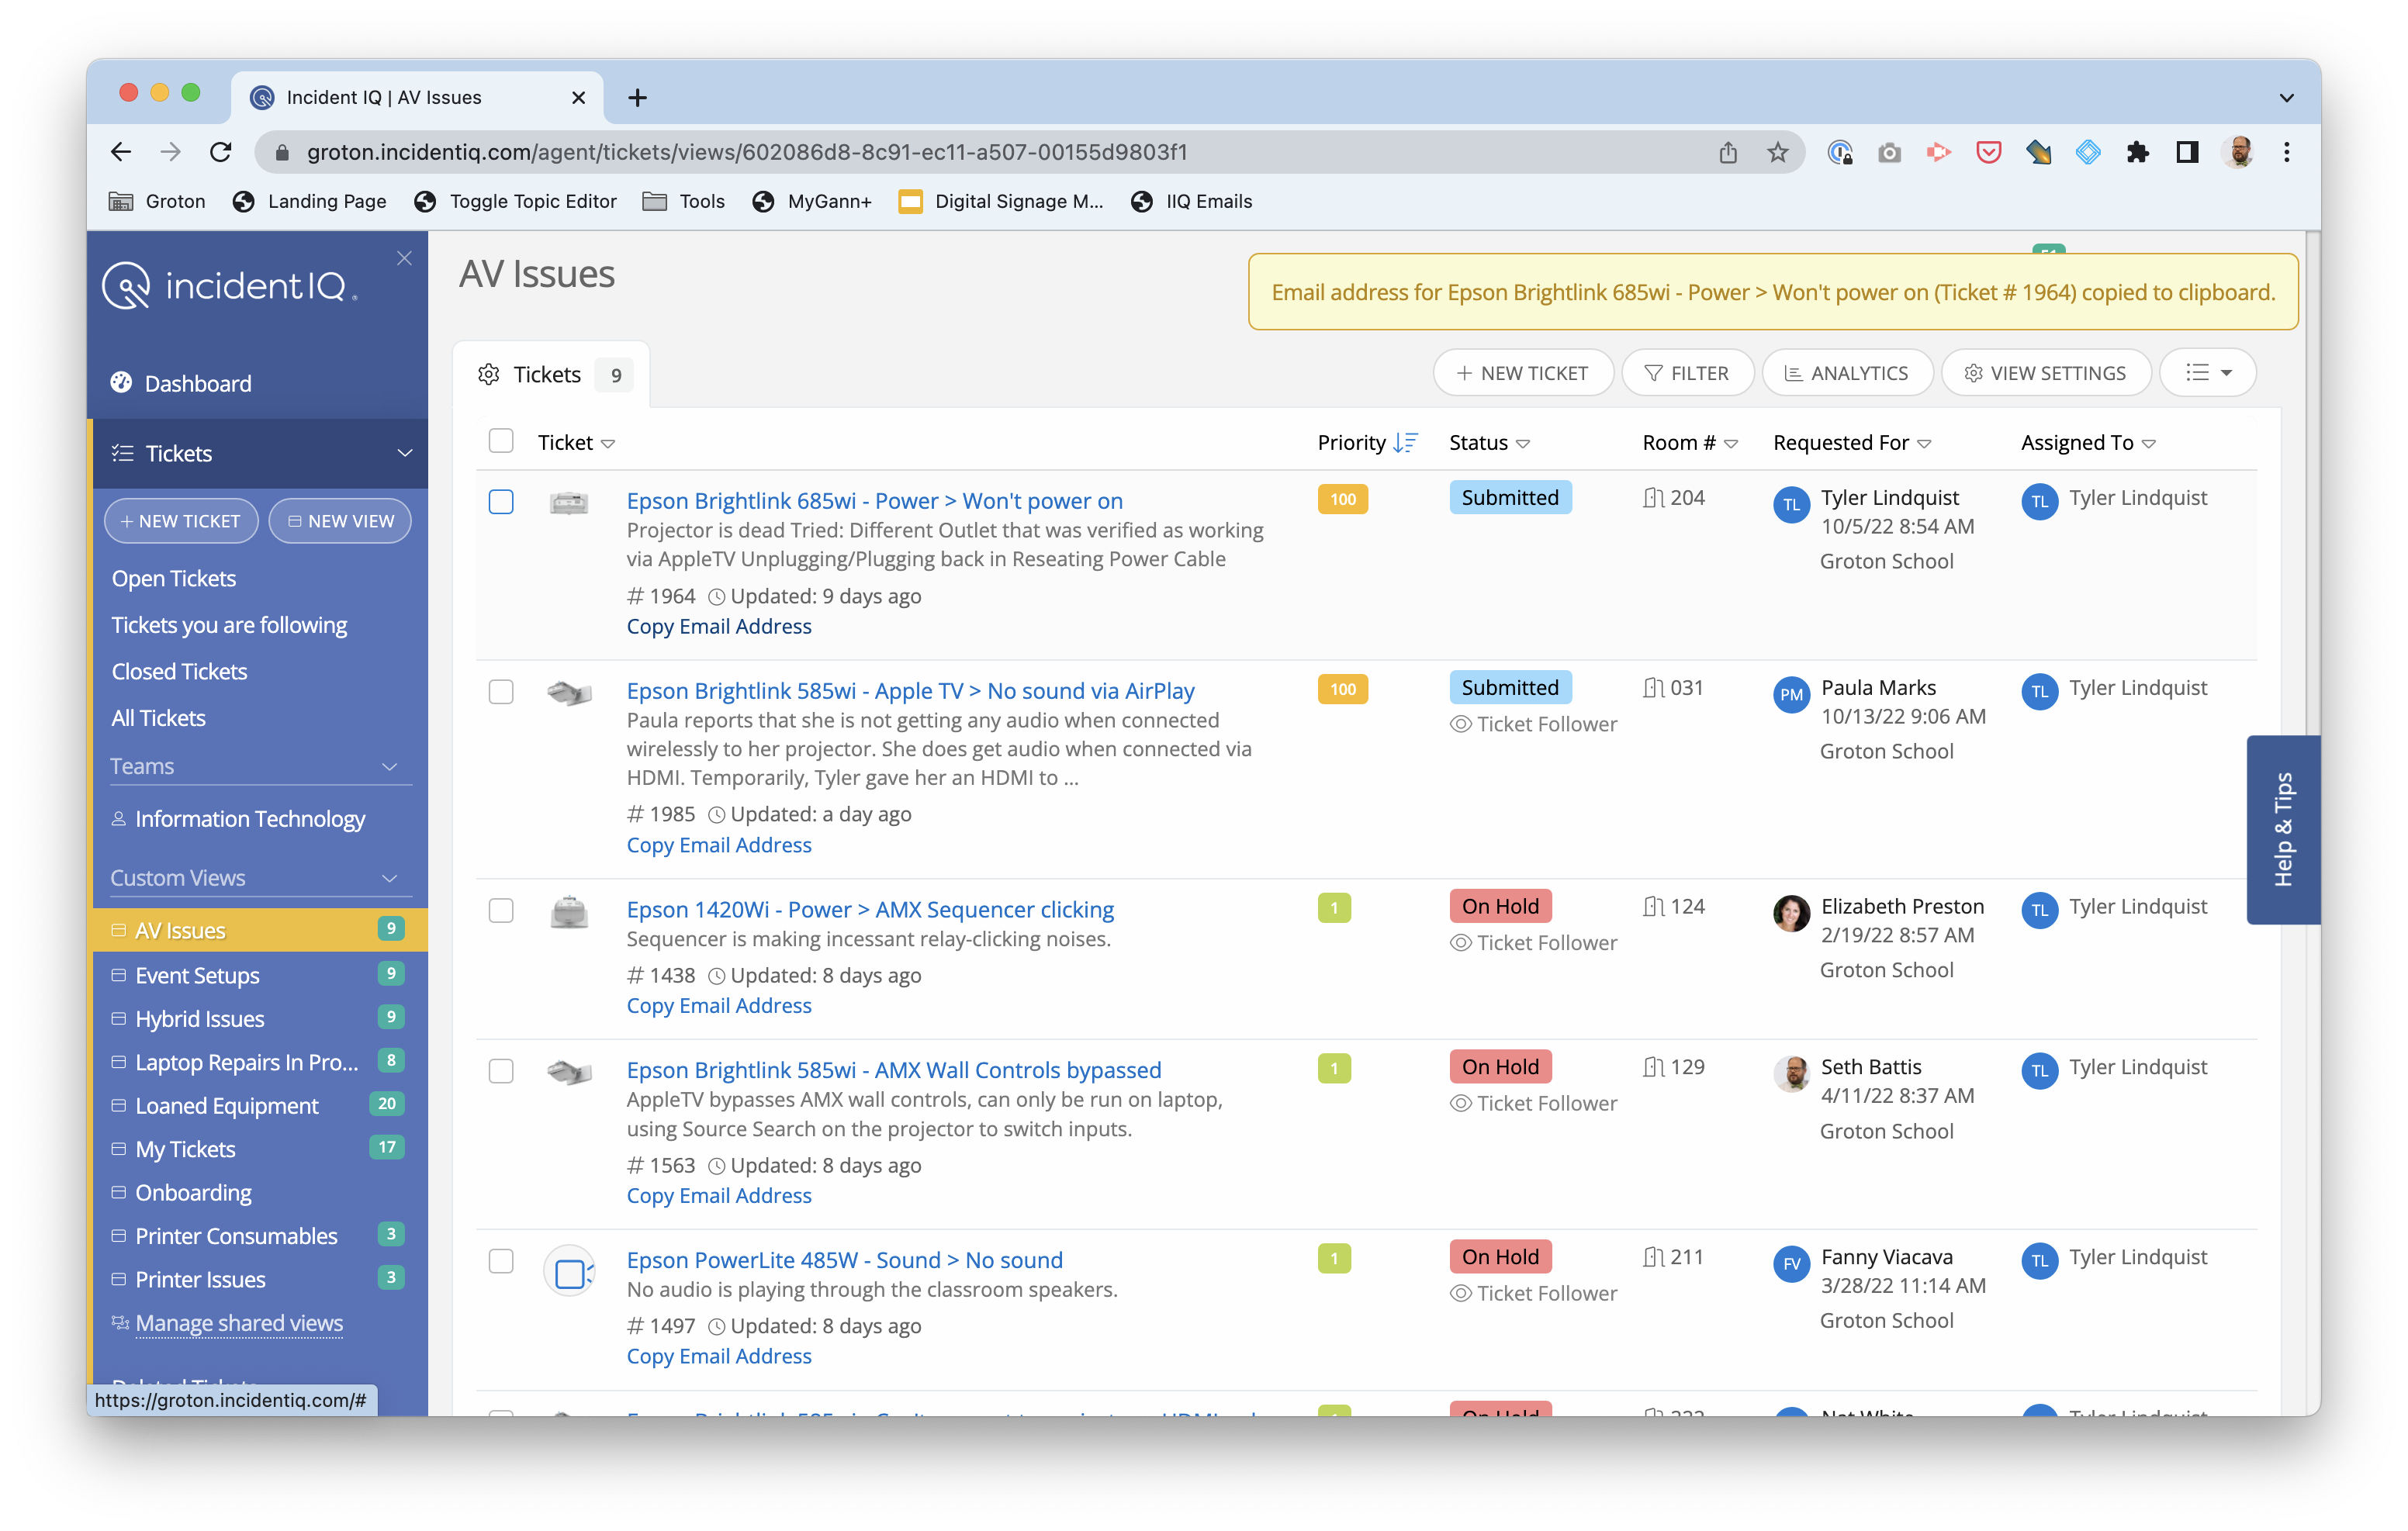 Incident IQ | AV Issues
groton.incidentiq.com/agent/tickets/views/602086d8-8c91-ec11-a507-00155d9803f1
Groton Landing Page Toggle Topic Editor Tools MyGann+ Digital Signage M... IIQ Emails
incidentIQ
Dashboard
Tickets
+ NEW TICKET NEW VIEW
Open Tickets
Tickets you are following
Closed Tickets
All Tickets
Teams
Information Technology
Custom Views
AV Issues 9
Event Setups 9
Hybrid Issues 9
Laptop Repairs In Pro... 8
Loaned Equipment 20
My Tickets 17
Onboarding
Printer Consumables 3
Printer Issues 3
Manage shared views
https://groton.incidentiq.com/#
AV Issues
Email address for Epson Brightlink 685wi - Power > Won't power on (Ticket # 1964) copied to clipboard.
Tickets 9
+ NEW TICKET FILTER ANALYTICS VIEW SETTINGS
Ticket Priority Status Room # Requested For Assigned To
Epson Brightlink 685wi - Power > Won't power on 100 Submitted 204 TL Tyler Lindquist TL Tyler Lindquist
Projector is dead Tried: Different Outlet that was verified as working 10/5/22 8:54 AM
via AppleTV Unplugging/Plugging back in Reseating Power Cable Groton School
# 1964 Updated: 9 days ago
Copy Email Address
Epson Brightlink 585wi - Apple TV > No sound via AirPlay 100 Submitted 031 PM Paula Marks TL Tyler Lindquist
Paula reports that she is not getting any audio when connected Ticket Follower 10/13/22 9:06 AM
wirelessly to her projector. She does get audio when connected via Groton School
HDMI. Temporarily, Tyler gave her an HDMI to ...
# 1985 Updated: a day ago
Copy Email Address
Epson 1420Wi - Power > AMX Sequencer clicking 1 On Hold 124 Elizabeth Preston TL Tyler Lindquist
Sequencer is making incessant relay-clicking noises. Ticket Follower 2/19/22 8:57 AM
# 1438 Updated: 8 days ago Groton School
Copy Email Address
Epson Brightlink 585wi - AMX Wall Controls bypassed 1 On Hold 129 Seth Battis TL Tyler Lindquist
AppleTV bypasses AMX wall controls, can only be run on laptop, Ticket Follower 4/11/22 8:37 AM
using Source Search on the projector to switch inputs. Groton School
# 1563 Updated: 8 days ago
Copy Email Address
Epson PowerLite 485W - Sound > No sound 1 On Hold 211 FV Fanny Viacava TL Tyler Lindquist
No audio is playing through the classroom speakers. Ticket Follower 3/28/22 11:14 AM
# 1497 Updated: 8 days ago Groton School
Copy Email Address
Help & Tips